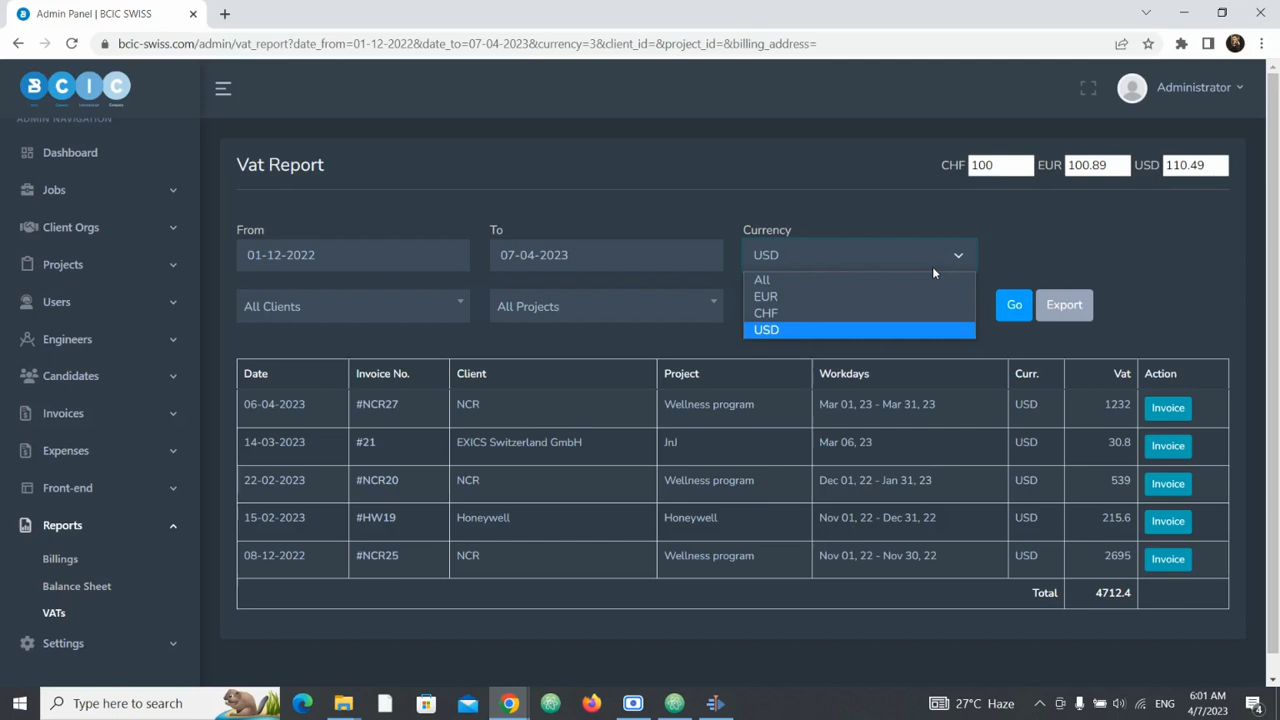 Admin Panel | BCIC SWISS
bcic-swiss.com/admin/vat_report?date_from=01-12-2022&date_to=07-04-2023&currency=3&client_id=&project_id=&billing_address=
B C I C
Administrator
ADMIN NAVIGATION
Dashboard
Jobs
Client Orgs
Projects
Users
Engineers
Candidates
Invoices
Expenses
Front-end
Reports
Billings
Balance Sheet
VATs
Settings
Vat Report
CHF 100 EUR 100.89 USD 110.49
From To Currency
01-12-2022 07-04-2023 USD
All
EUR
CHF
USD
All Clients All Projects Go Export
Date Invoice No. Client Project Workdays Curr. Vat Action
06-04-2023 #NCR27 NCR Wellness program Mar 01, 23 - Mar 31, 23 USD 1232 Invoice
14-03-2023 #21 EXICS Switzerland GmbH JnJ Mar 06, 23 USD 30.8 Invoice
22-02-2023 #NCR20 NCR Wellness program Dec 01, 22 - Jan 31, 23 USD 539 Invoice
15-02-2023 #HW19 Honeywell Honeywell Nov 01, 22 - Dec 31, 22 USD 215.6 Invoice
08-12-2022 #NCR25 NCR Wellness program Nov 01, 22 - Nov 30, 22 USD 2695 Invoice
Total 4712.4
Type here to search
27°C Haze
ENG
6:01 AM
4/7/2023
4